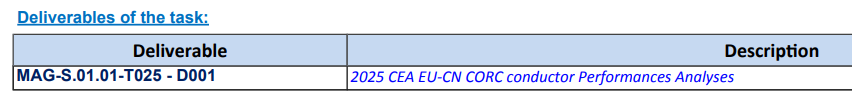 Deliverables of the task:
Deliverable Description
MAG-S.01.01-T025 - D001 2025 CEA EU-CN CORC conductor Performances Analyses